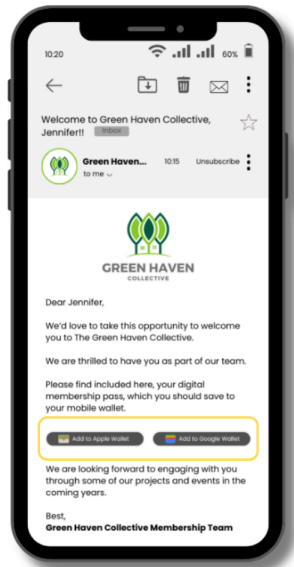 10:20
60%
Welcome to Green Haven Collective,
Jennifer!! Inbox
Green Haven... 10:15 Unsubscribe
to me
GREEN HAVEN
COLLECTIVE
Dear Jennifer,
We'd love to take this opportunity to welcome
you to The Green Haven Collective.
We are thrilled to have you as part of our team.
Please find included here, your digital
membership pass, which you should save to
your mobile wallet.
Add to Apple Wallet Add to Google Wallet
We are looking forward to engaging with you
through some of our projects and events in the
coming years.
Best,
Green Haven Collective Membership Team